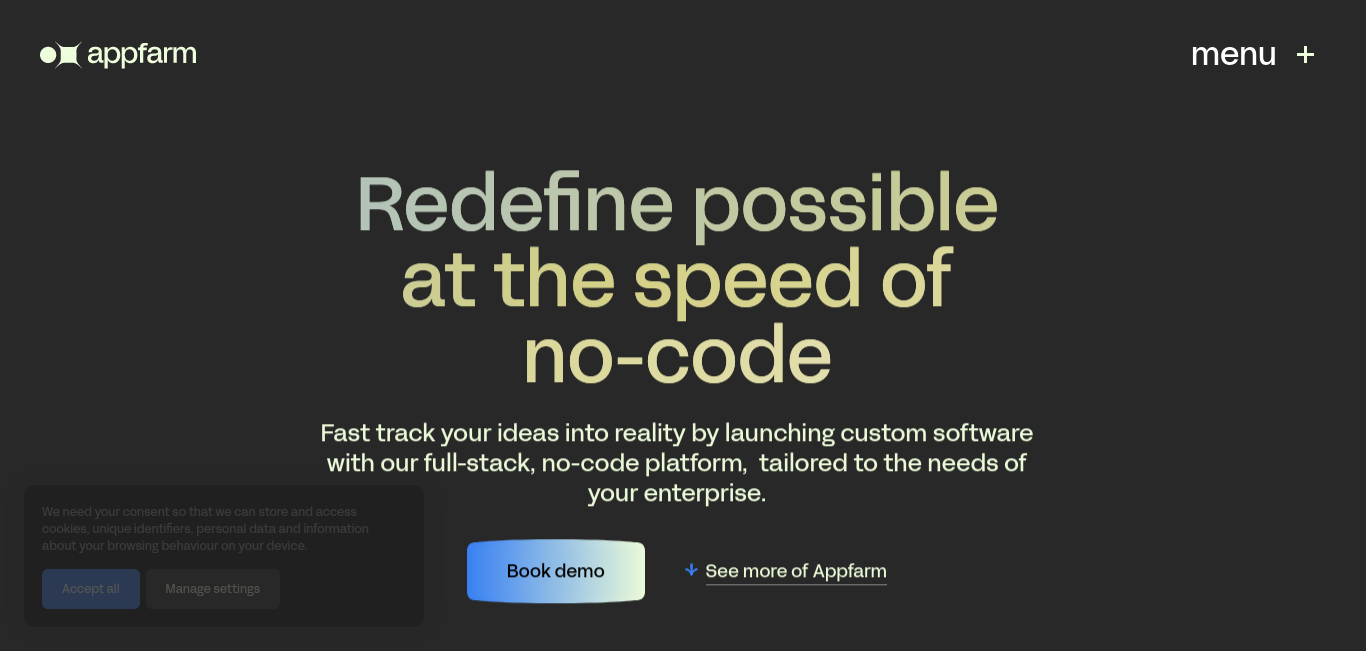 appfarm
menu +
Redefine possible
at the speed of
no-code
Fast track your ideas into reality by launching custom software
with our full-stack, no-code platform,  tailored to the needs of
your enterprise.
We need your consent so that we can store and access
cookies, unique identifiers, personal data and information
about your browsing behaviour on your device.
Accept all
Manage settings
Book demo
See more of Appfarm